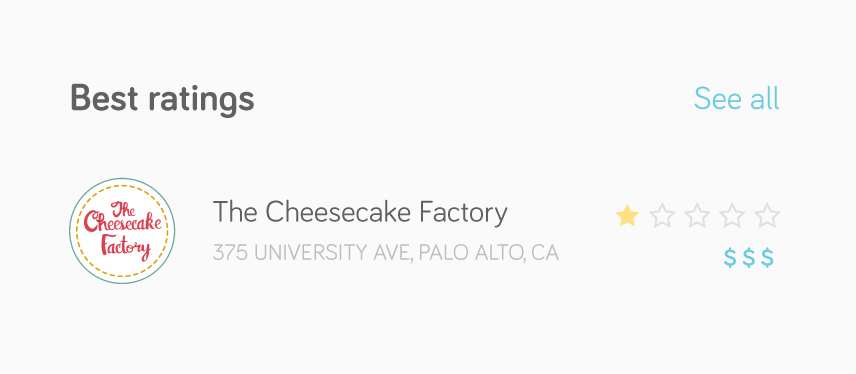 Best ratings
See all
The
Cheesecake
Factory
The Cheesecake Factory
375 UNIVERSITY AVE, PALO ALTO, CA
$$$